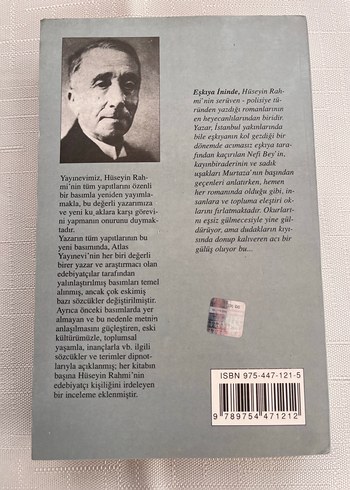 Yayınevimiz, Hüseyin Rah-
mi'nin tüm yapıtlarını özenli
bir basımla yeniden yayımla-
makla, bu değerli yazarımıza
ve yeni ku aklara karşı görevi-
ni yapmanın onurunu duymak-
tadır.
Yazarın tüm yapıtlarının bu
yeni basımında, Atlas
Yayınevi'nin her biri değerli
birer yazar ve araştırmacı olan
edebiyatçılar tarafından
yalınlaştırılmış basımları temel
alınmış, ancak çok eskimiş
bazı sözcükler değiştirilmiştir.
Ayrıca önceki basımlarda yer
almayan ve bu nedenle metnin
anlaşılmasını güçleştiren, eski
kültürümüzle, toplumsal
yaşamla, inançlarla vb. ilgili
sözcükler ve terimler dipnot-
larıyla açıklanmış; her kitabın
başına Hüseyin Rahmi'nin
edebiyatçı kişiliğini irdeleyen
bir inceleme eklenmiştir.
Eşkıya İninde, Hüseyin Rah-
mi'nin serüven - polisiye tü-
ründen yazdığı romanlarının
en heyecanlılarından biridir.
Yazar, İstanbul yakınlarında
bile eşkıyanın kol gezdiği bir
dönemde acımasız eşkıya tara-
fından kaçırılan Nefi Bey'in,
kayınbiraderinin ve sadık
uşakları Murtaza'nın başından
geçenleri anlatırken, hemen
her romanında olduğu gibi, in-
sanlara ve topluma eleştiri ok-
larını fırlatmaktadır. Okurları-
nı eşsiz gülmecesiyle yine gül-
dürüyor, ama dudakların kıyı-
sında donup kalıveren acı bir
gülüş oluyor bu...
ISBN 975-447-121-5
9 789754 471212